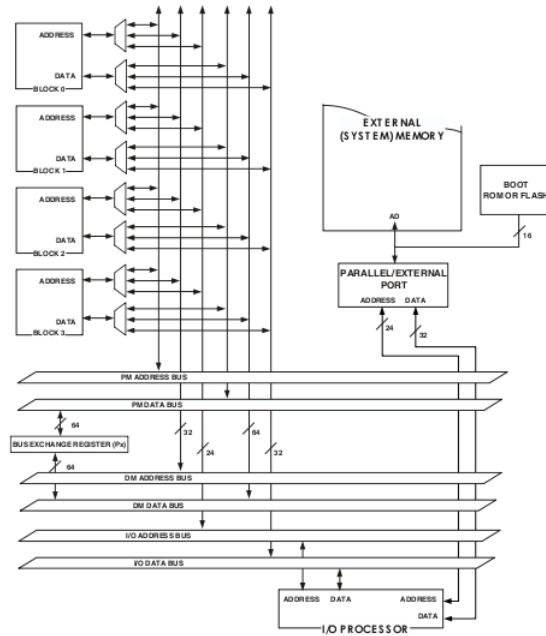 ADDRESS
DATA
BLOCK 0
ADDRESS
DATA
BLOCK 1
ADDRESS
DATA
BLOCK 2
ADDRESS
DATA
BLOCK 3
EXTERNAL
(SYSTEM) MEMORY
AD
BOOT
ROM OR FLASH
16
PARALLEL/EXTERNAL
PORT
ADDRESS DATA
24
32
PM ADDRESS BUS
PM DATA BUS
64
BUS EXCHANGE REGISTER (Px)
64
32
24
64
32
DM ADDRESS BUS
DM DATA BUS
I/O ADDRESS BUS
I/O DATA BUS
ADDRESS DATA ADDRESS
DATA
I/O PROCESSOR